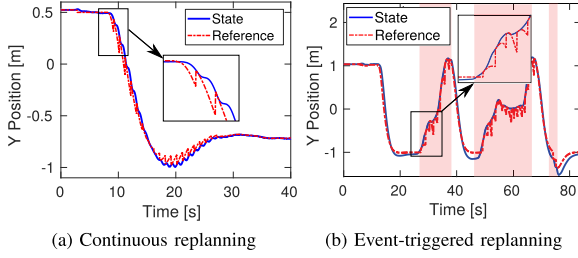 State
Reference
0.5
0
-0.5
-1
0
10
20
30
40
Y Position [m]
Time [s]
(a) Continuous replanning
State
Reference
2
1
0
-1
0
20
40
60
80
Y Position [m]
Time [s]
(b) Event-triggered replanning